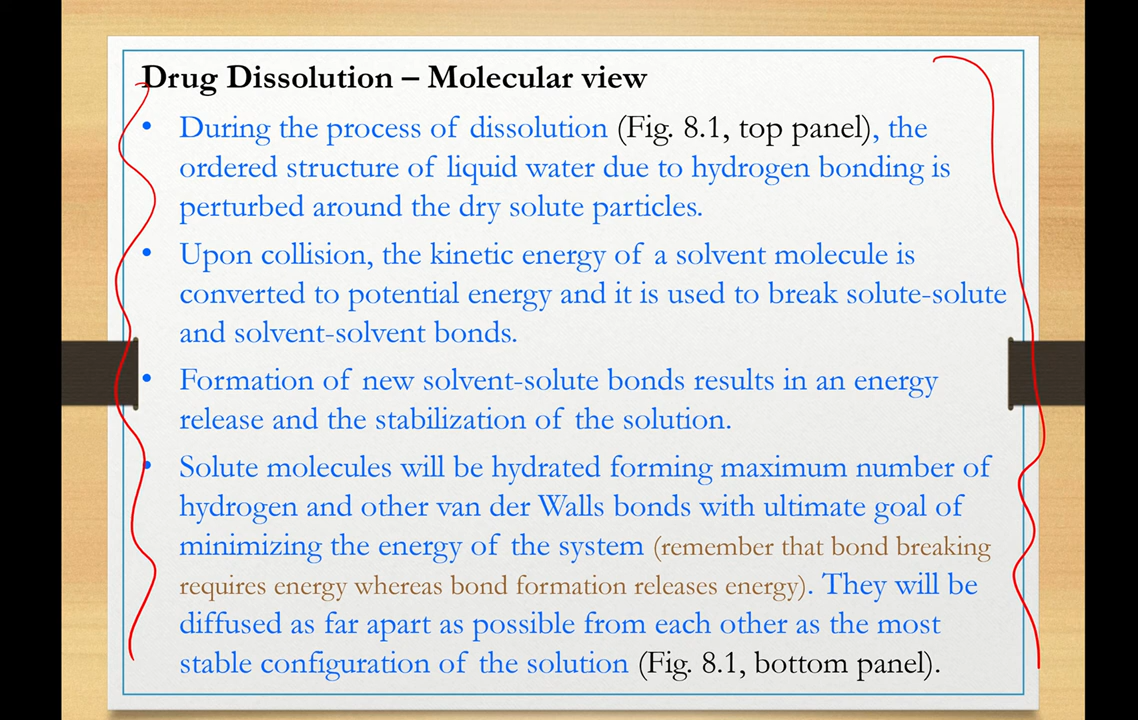 Drug Dissolution – Molecular view
• During the process of dissolution (Fig. 8.1, top panel), the
ordered structure of liquid water due to hydrogen bonding is
perturbed around the dry solute particles.
• Upon collision, the kinetic energy of a solvent molecule is
converted to potential energy and it is used to break solute-solute
and solvent-solvent bonds.
• Formation of new solvent-solute bonds results in an energy
release and the stabilization of the solution.
• Solute molecules will be hydrated forming maximum number of
hydrogen and other van der Walls bonds with ultimate goal of
minimizing the energy of the system (remember that bond breaking
requires energy whereas bond formation releases energy). They will be
diffused as far apart as possible from each other as the most
stable configuration of the solution (Fig. 8.1, bottom panel).